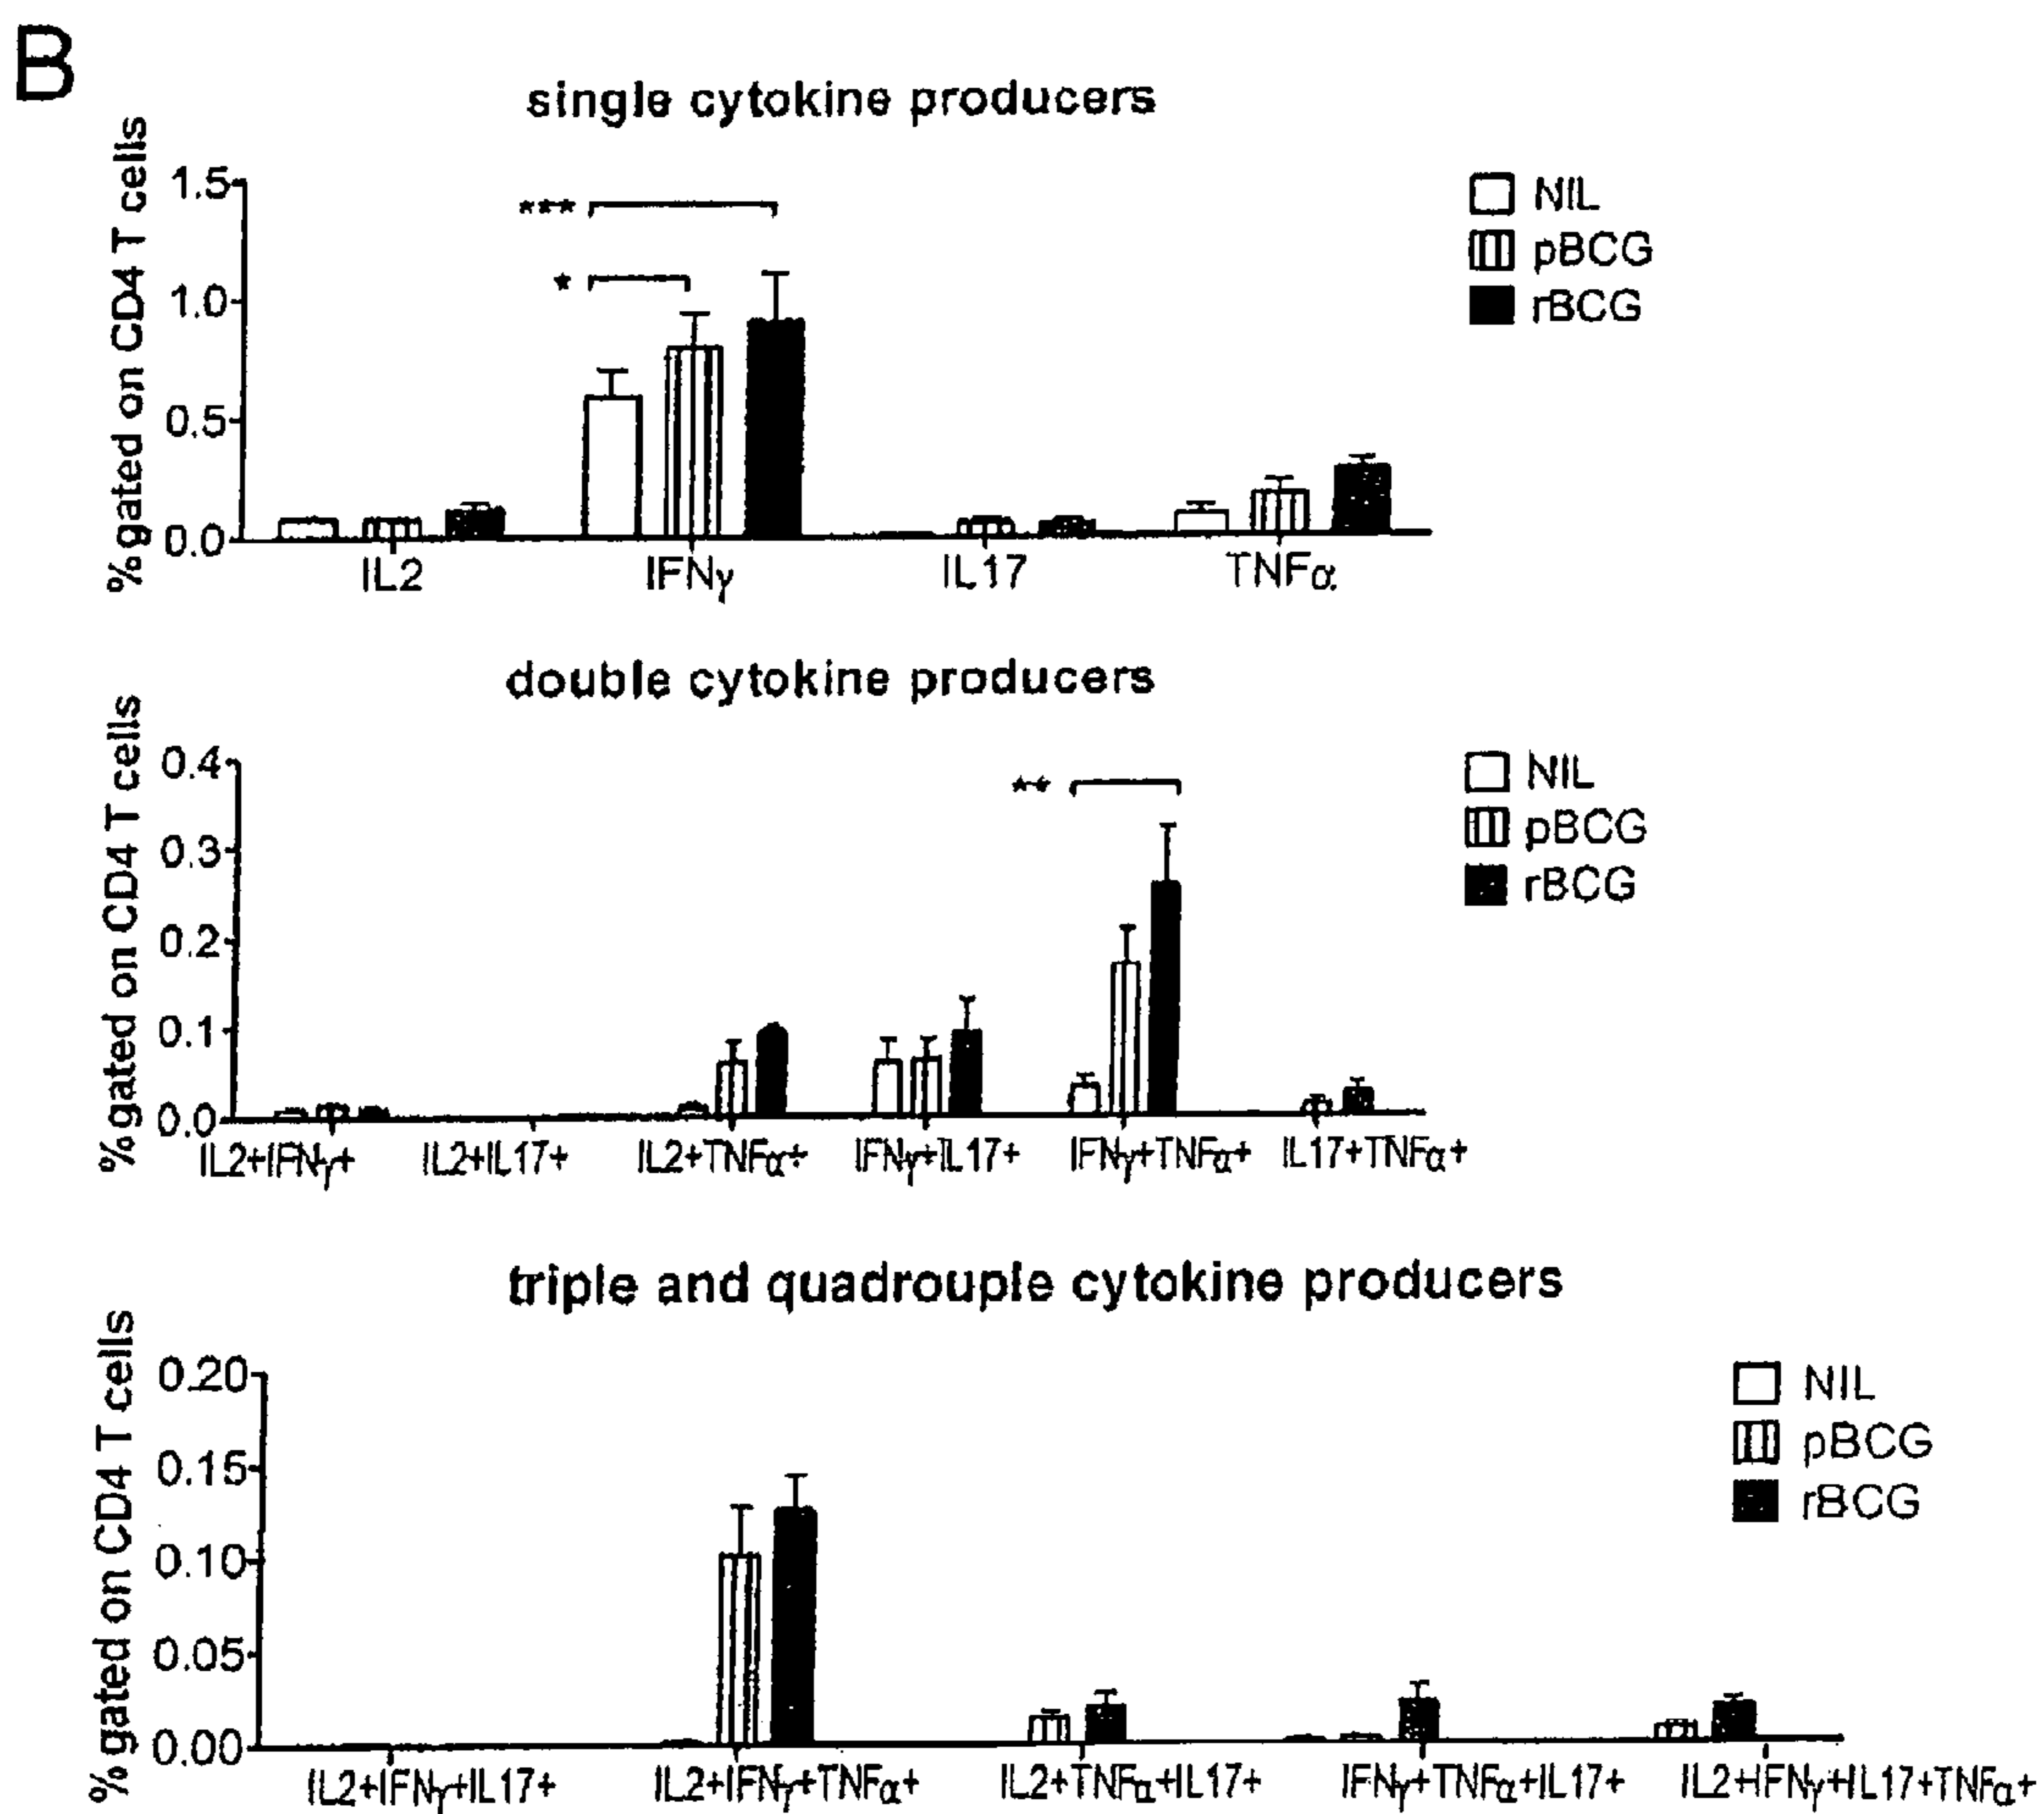 B
single cytokine producers
% gated on CD4 T cells
1.5
1.0
0.5
0.0
***
*
NIL
pBCG
rBCG
IL2 IFNγ IL17 TNFα
double cytokine producers
% gated on CD4 T cells
0.4
0.3
0.2
0.1
0.0
**
NIL
pBCG
rBCG
IL2+IFNγ+ IL2+IL17+ IL2+TNFα+ IFNγ+IL17+ IFNγ+TNFα+ IL17+TNFα+
triple and quadrouple cytokine producers
% gated on CD4 T cells
0.20
0.15
0.10
0.05
0.00
NIL
pBCG
rBCG
IL2+IFNγ+IL17+ IL2+IFNγ+TNFα+ IL2+TNFα+IL17+ IFNγ+TNFα+IL17+ IL2+IFNγ+IL17+TNFα+